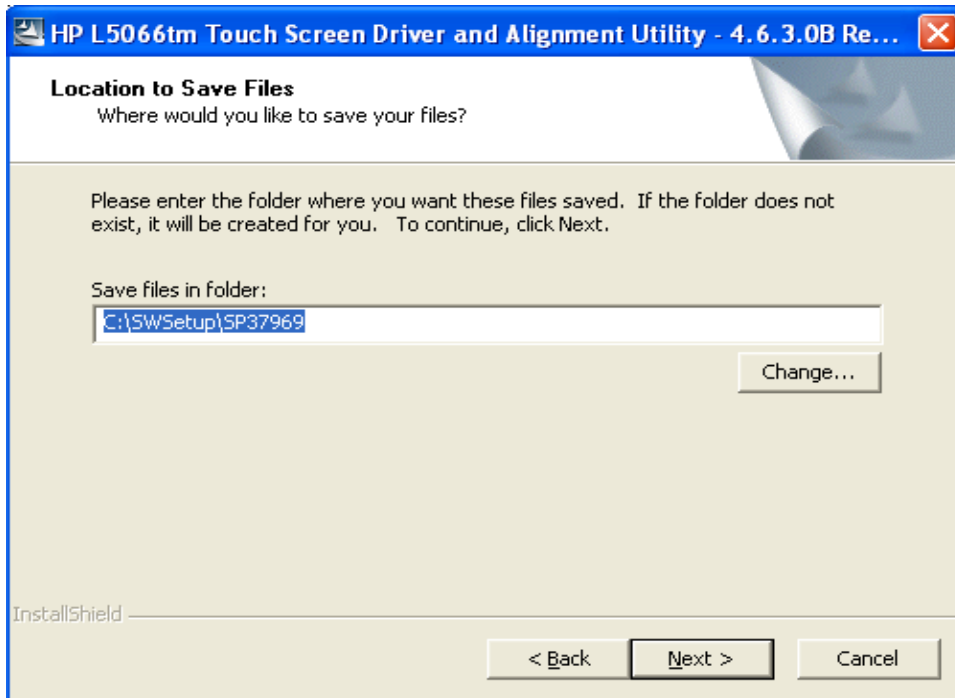 HP L5066tm Touch Screen Driver and Alignment Utility - 4.6.3.0B Re...
Location to Save Files
Where would you like to save your files?
Please enter the folder where you want these files saved.  If the folder does not
exist, it will be created for you.   To continue, click Next.
Save files in folder:
C:\SWSetup\SP37969
Change...
InstallShield
< Back
Next >
Cancel